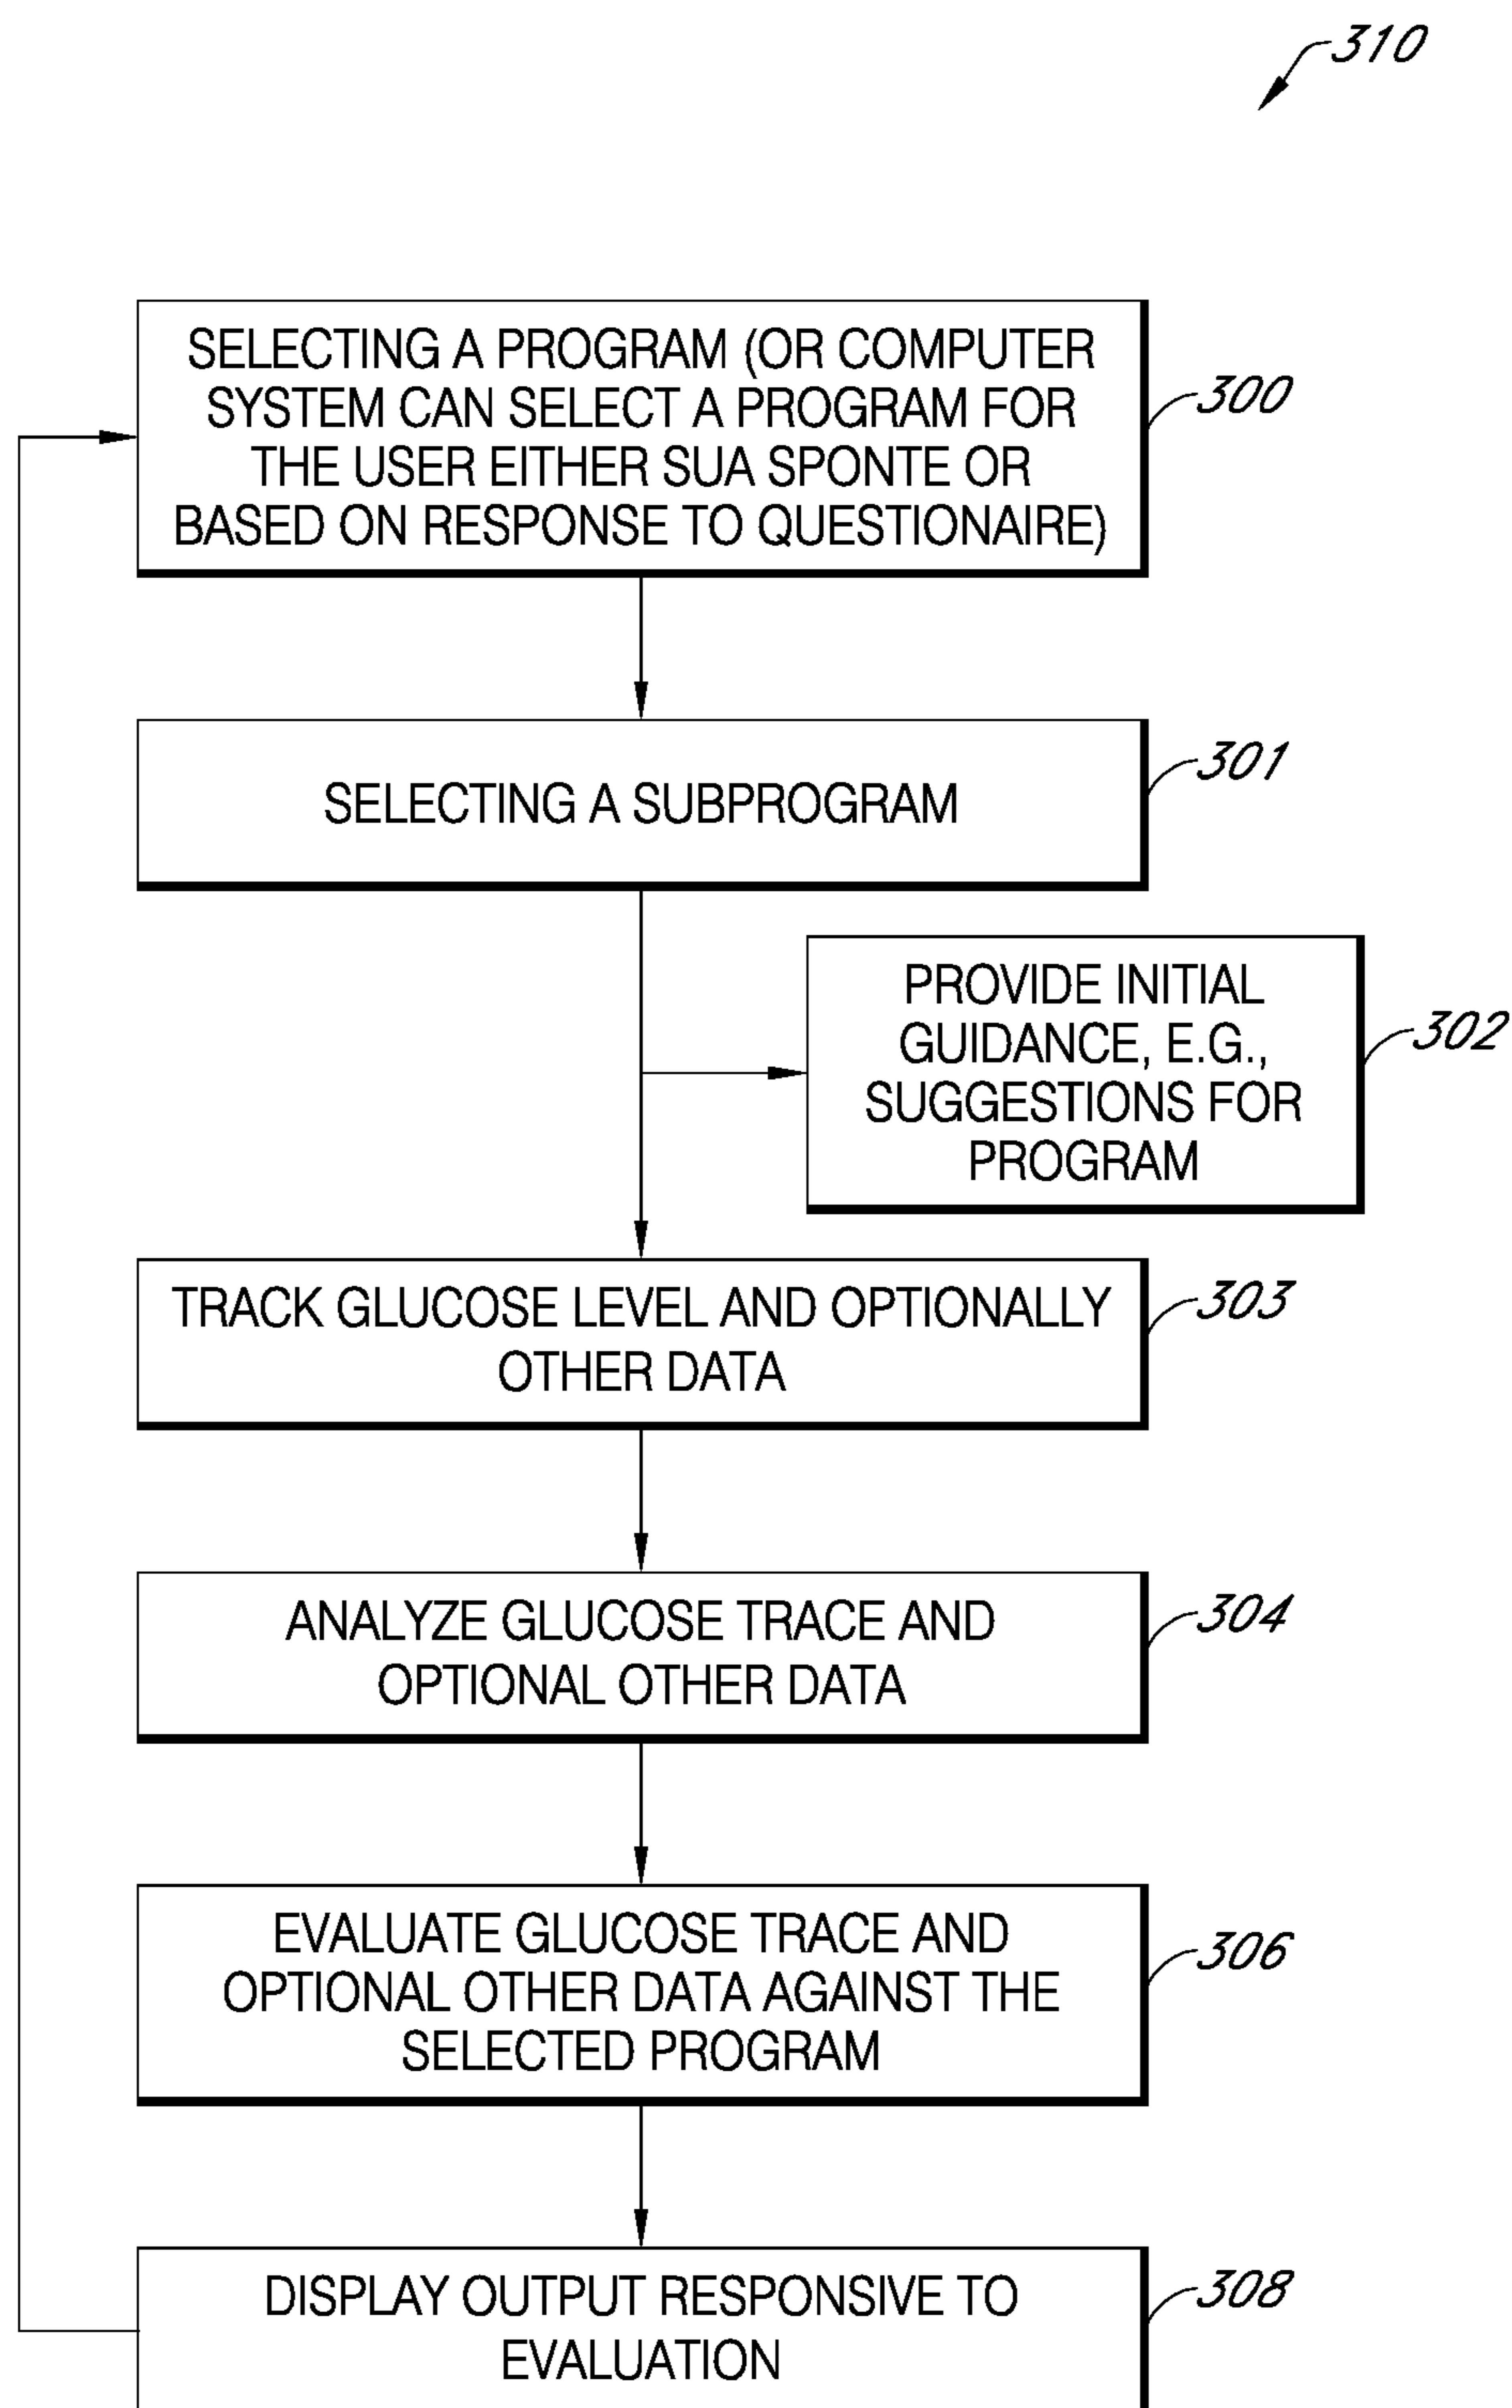 310
SELECTING A PROGRAM (OR COMPUTER
SYSTEM CAN SELECT A PROGRAM FOR
THE USER EITHER SUA SPONTE OR
BASED ON RESPONSE TO QUESTIONAIRE)
300
SELECTING A SUBPROGRAM
301
PROVIDE INITIAL
GUIDANCE, E.G.,
SUGGESTIONS FOR
PROGRAM
302
TRACK GLUCOSE LEVEL AND OPTIONALLY
OTHER DATA
303
ANALYZE GLUCOSE TRACE AND
OPTIONAL OTHER DATA
304
EVALUATE GLUCOSE TRACE AND
OPTIONAL OTHER DATA AGAINST THE
SELECTED PROGRAM
306
DISPLAY OUTPUT RESPONSIVE TO
EVALUATION
308